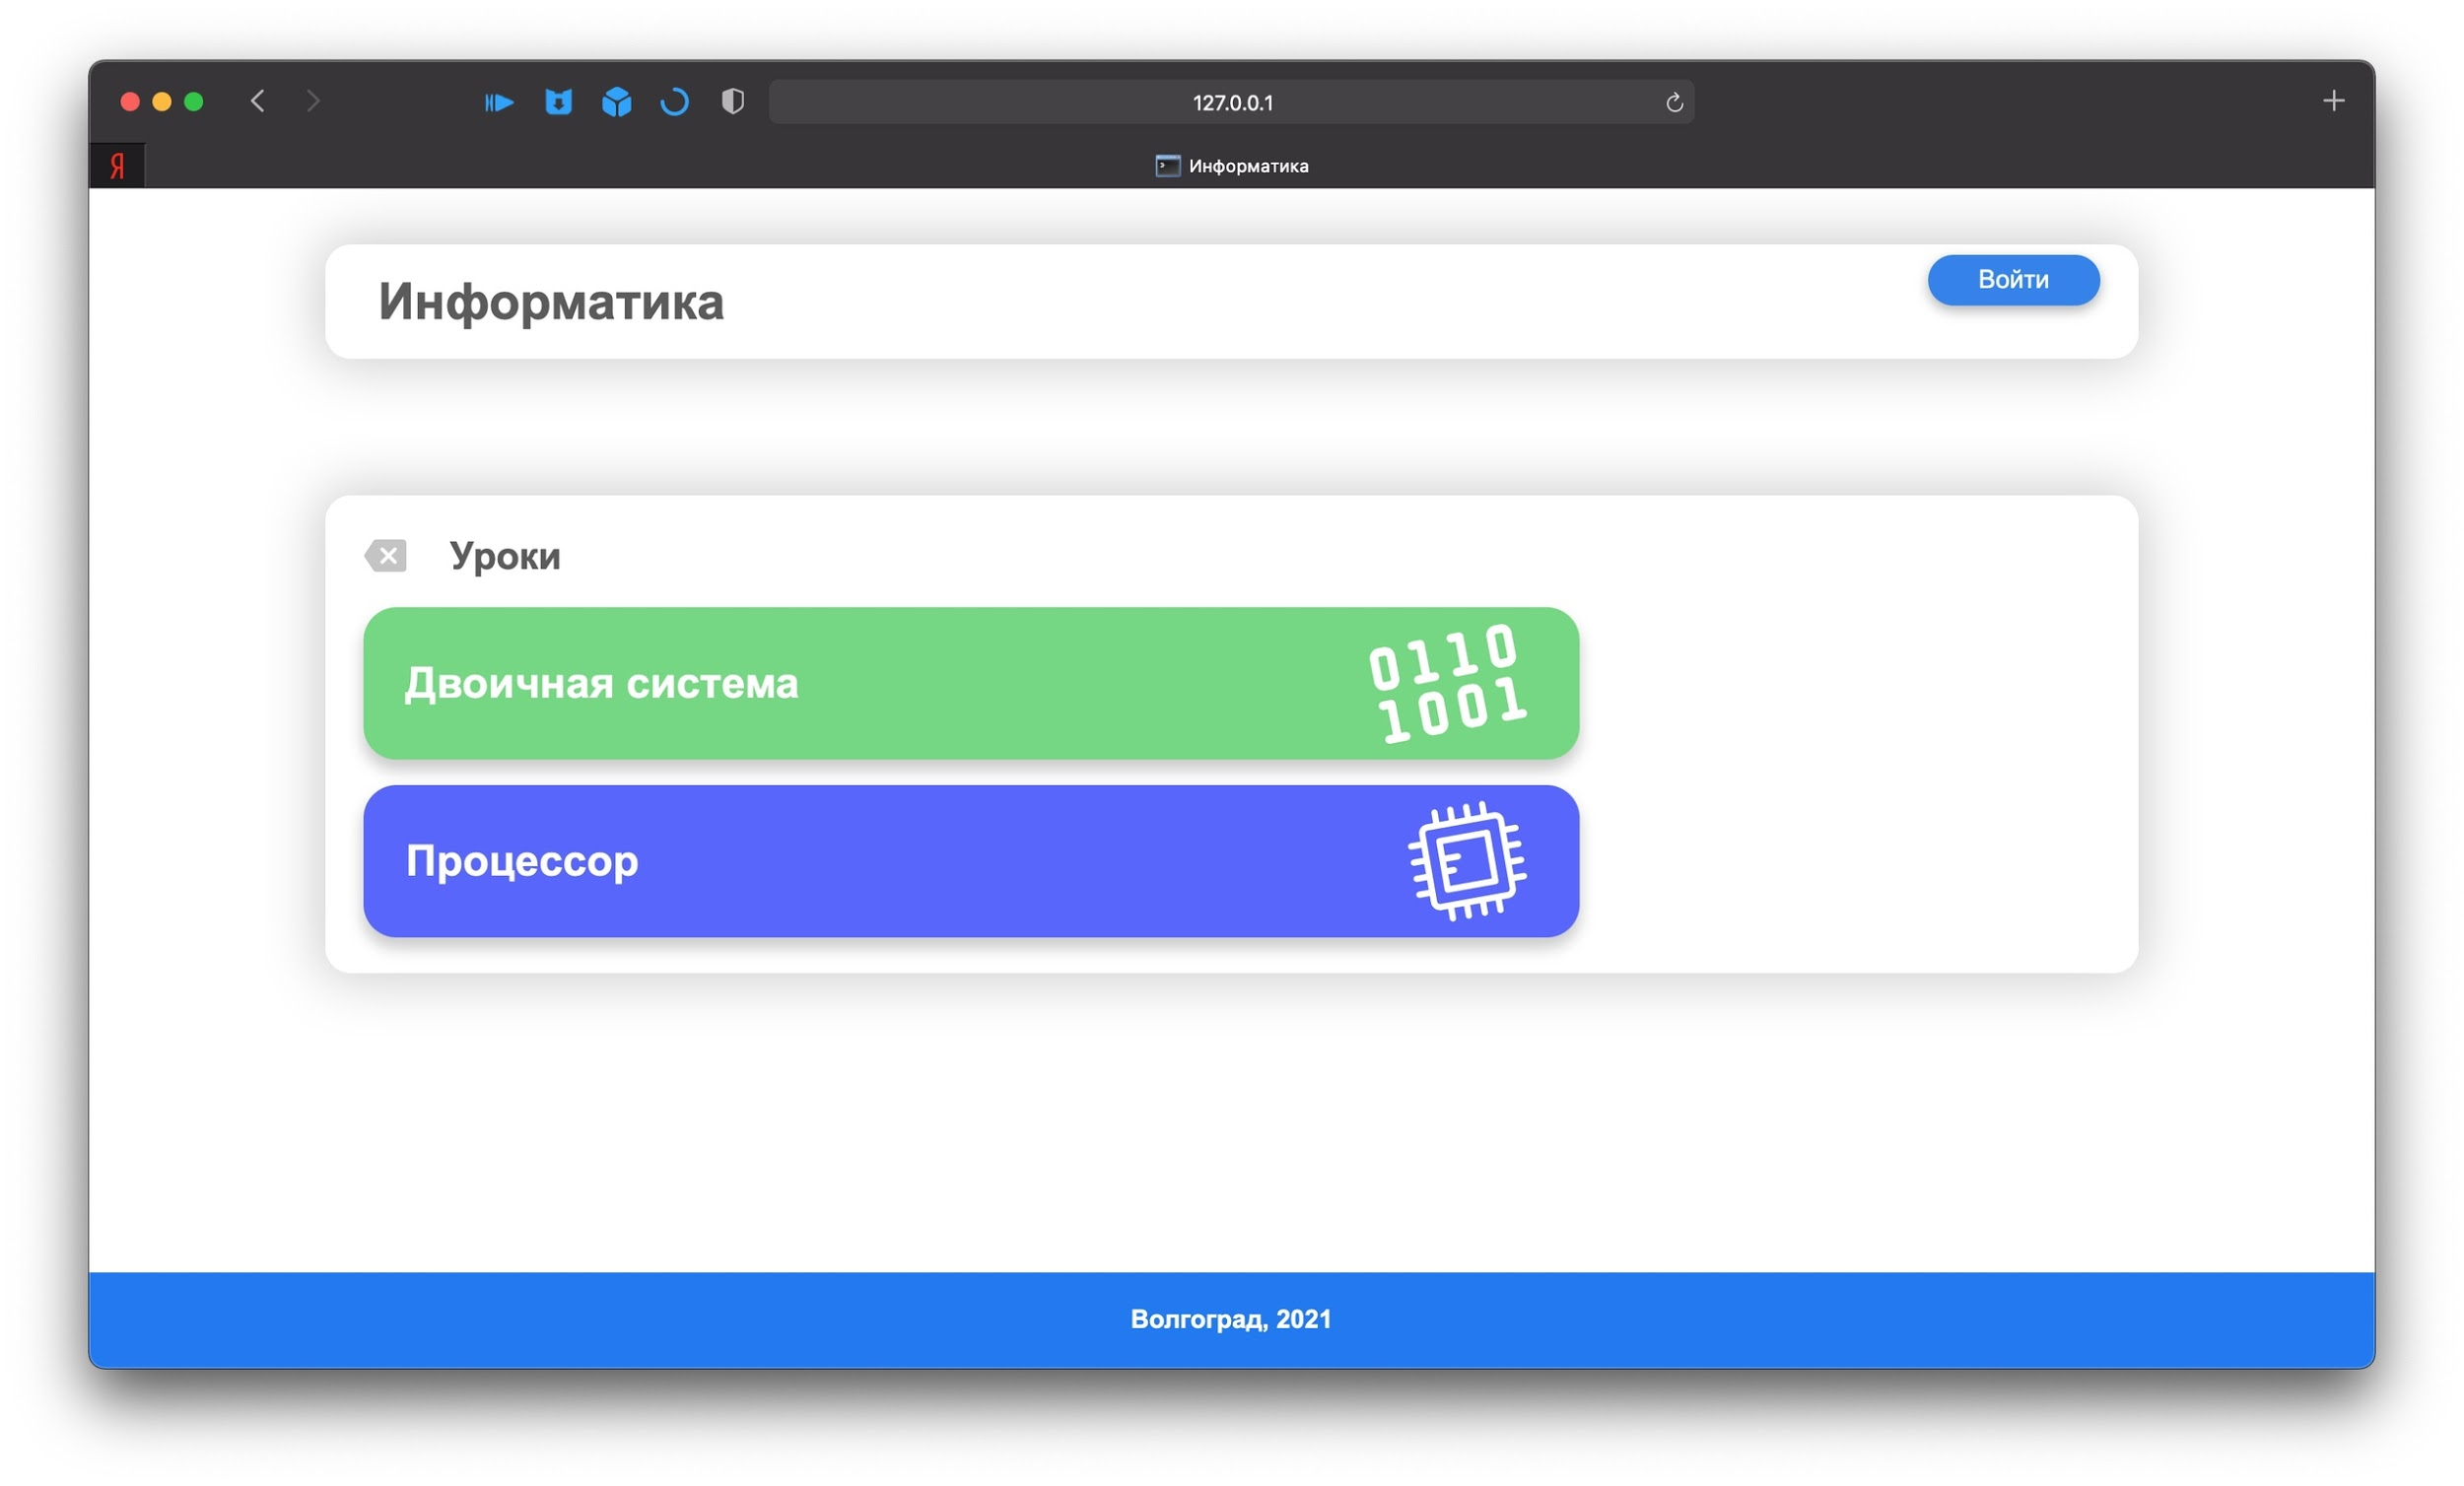 127.0.0.1
Я
Информатика
Информатика
Войти
Уроки
Двоичная система
0110
1001
Процессор
Волгоград, 2021